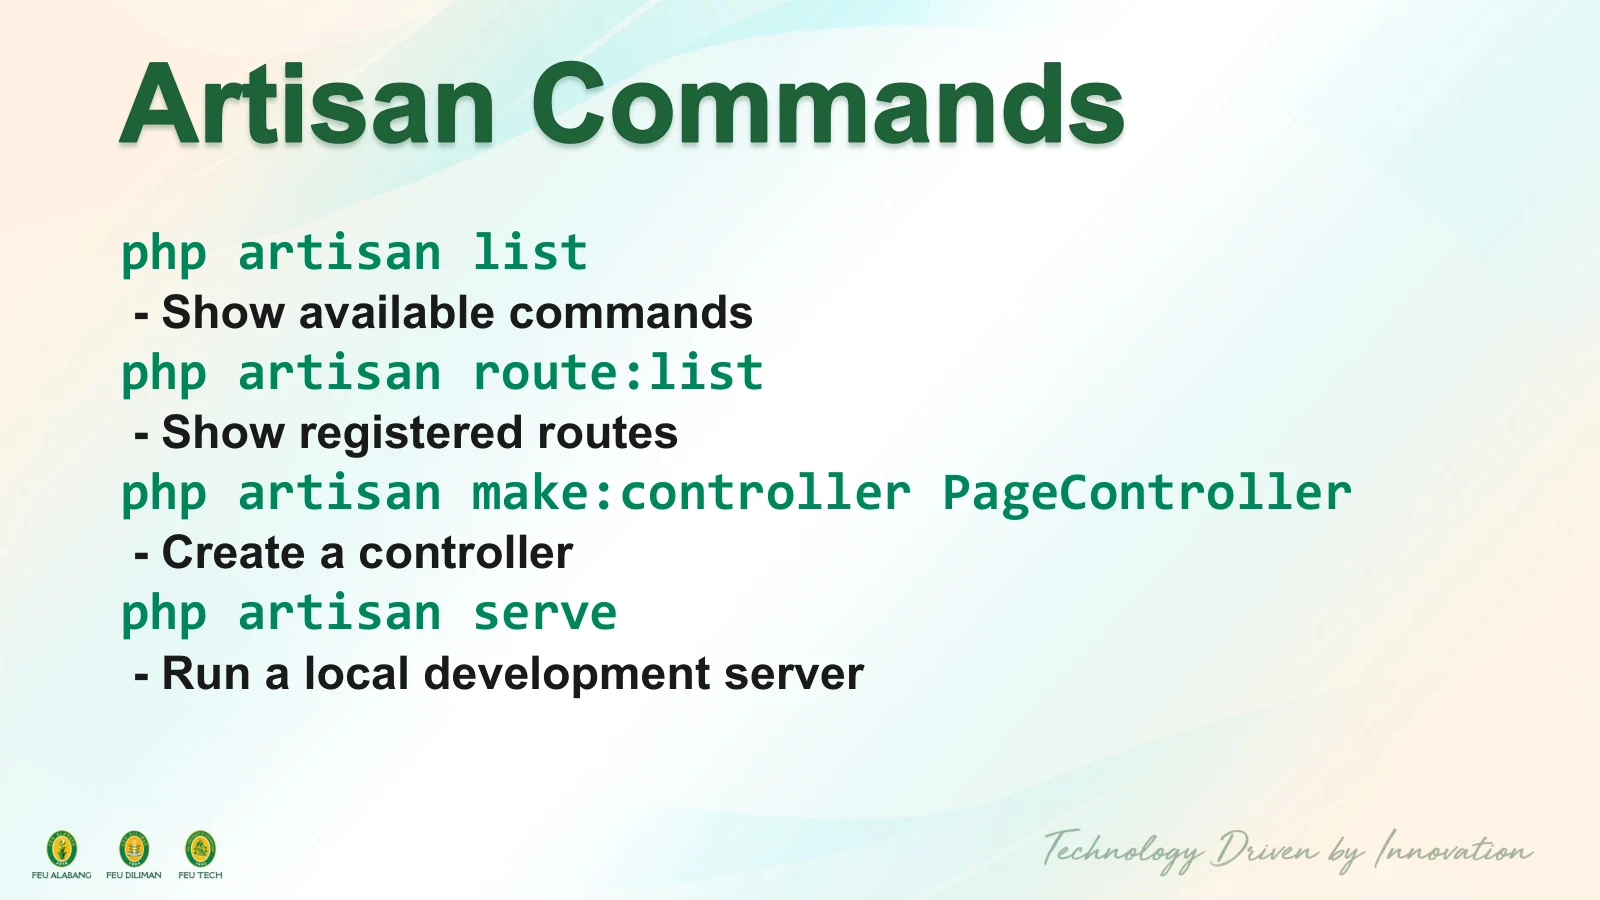 Artisan Commands
php artisan list
- Show available commands
php artisan route:list
- Show registered routes
php artisan make:controller PageController
- Create a controller
php artisan serve
- Run a local development server
FEU ALABANG
FEU DILIMAN
FEU TECH
Technology Driven by Innovation